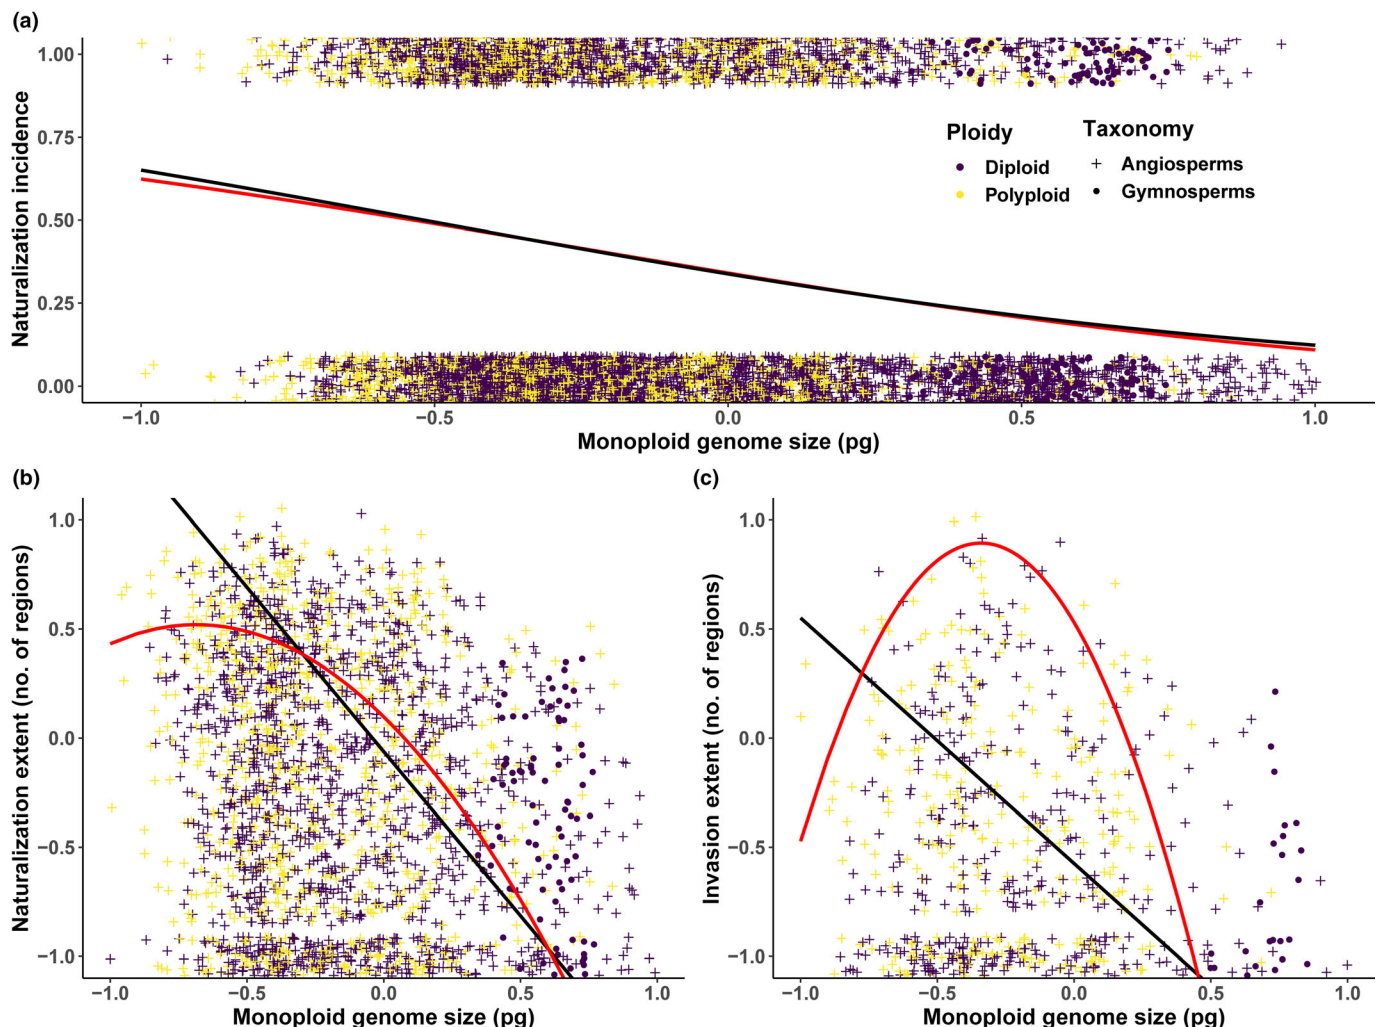 (a)
Naturalization incidence
1.00
0.75
0.50
0.25
0.00
Ploidy
Diploid
Polyploid
Taxonomy
Angiosperms
Gymnosperms
−1.0 −0.5 0.0 0.5 1.0
Monoploid genome size (pg)
(b)
Naturalization extent (no. of regions)
1.0
0.5
0.0
−0.5
−1.0
−1.0 −0.5 0.0 0.5 1.0
Monoploid genome size (pg)
(c)
Invasion extent (no. of regions)
1.0
0.5
0.0
−0.5
−1.0
−1.0 −0.5 0.0 0.5 1.0
Monoploid genome size (pg)